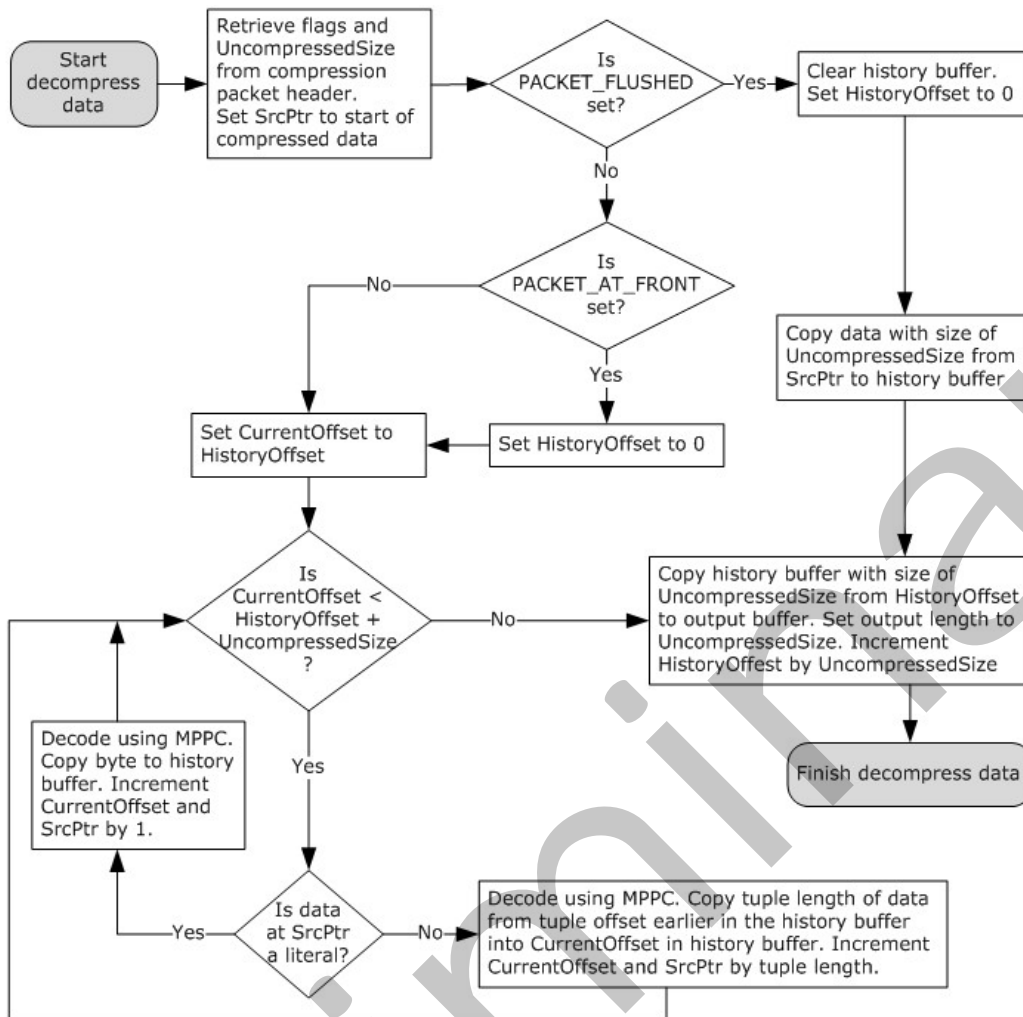 Start
decompress
data
Retrieve flags and
UncompressedSize
from compression
packet header.
Set SrcPtr to start of
compressed data
Is
PACKET_FLUSHED
set?
Yes
Clear history buffer.
Set HistoryOffset to 0
No
Is
PACKET_AT_FRONT
set?
No
Copy data with size of
UncompressedSize from
SrcPtr to history buffer
Yes
Set CurrentOffset to
HistoryOffset
Set HistoryOffset to 0
Is
CurrentOffset <
HistoryOffset +
UncompressedSize
?
No
Copy history buffer with size of
UncompressedSize from HistoryOffset
to output buffer. Set output length to
UncompressedSize. Increment
HistoryOffest by UncompressedSize
Decode using MPPC.
Copy byte to history
buffer. Increment
CurrentOffset and
SrcPtr by 1.
Yes
Finish decompress data
Is data
at SrcPtr
a literal?
Yes
No
Decode using MPPC. Copy tuple length of data
from tuple offset earlier in the history buffer
into CurrentOffset in history buffer. Increment
CurrentOffset and SrcPtr by tuple length.